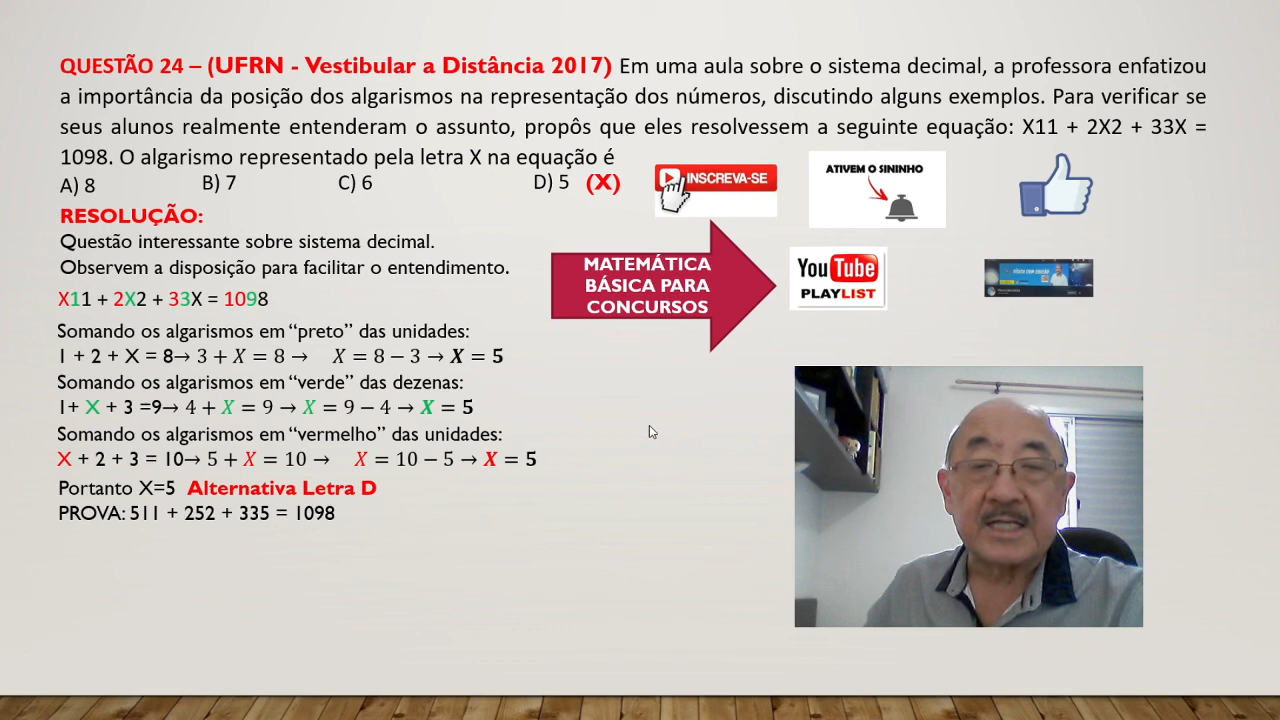 QUESTÃO 24 – (UFRN - Vestibular a Distância 2017) Em uma aula sobre o sistema decimal, a professora enfatizou
a importância da posição dos algarismos na representação dos números, discutindo alguns exemplos. Para verificar se
seus alunos realmente entenderam o assunto, propôs que eles resolvessem a seguinte equação: X11 + 2X2 + 33X =
1098. O algarismo representado pela letra X na equação é
A) 8 B) 7 C) 6 D) 5 (X)
INSCREVA-SE
ATIVEM O SININHO
RESOLUÇÃO:
Questão interessante sobre sistema decimal.
Observem a disposição para facilitar o entendimento.
X11 + 2X2 + 33X = 1098
MATEMÁTICA
BÁSICA PARA
CONCURSOS
YouTube
PLAYLIST
Somando os algarismos em “preto” das unidades:
1 + 2 + X = 8→ 3 + X = 8 → X = 8 − 3 → X = 5
Somando os algarismos em “verde” das dezenas:
1+ X + 3 =9→ 4 + X = 9 → X = 9 − 4 → X = 5
Somando os algarismos em “vermelho” das unidades:
X + 2 + 3 = 10→ 5 + X = 10 → X = 10 − 5 → X = 5
Portanto X=5 Alternativa Letra D
PROVA: 511 + 252 + 335 = 1098